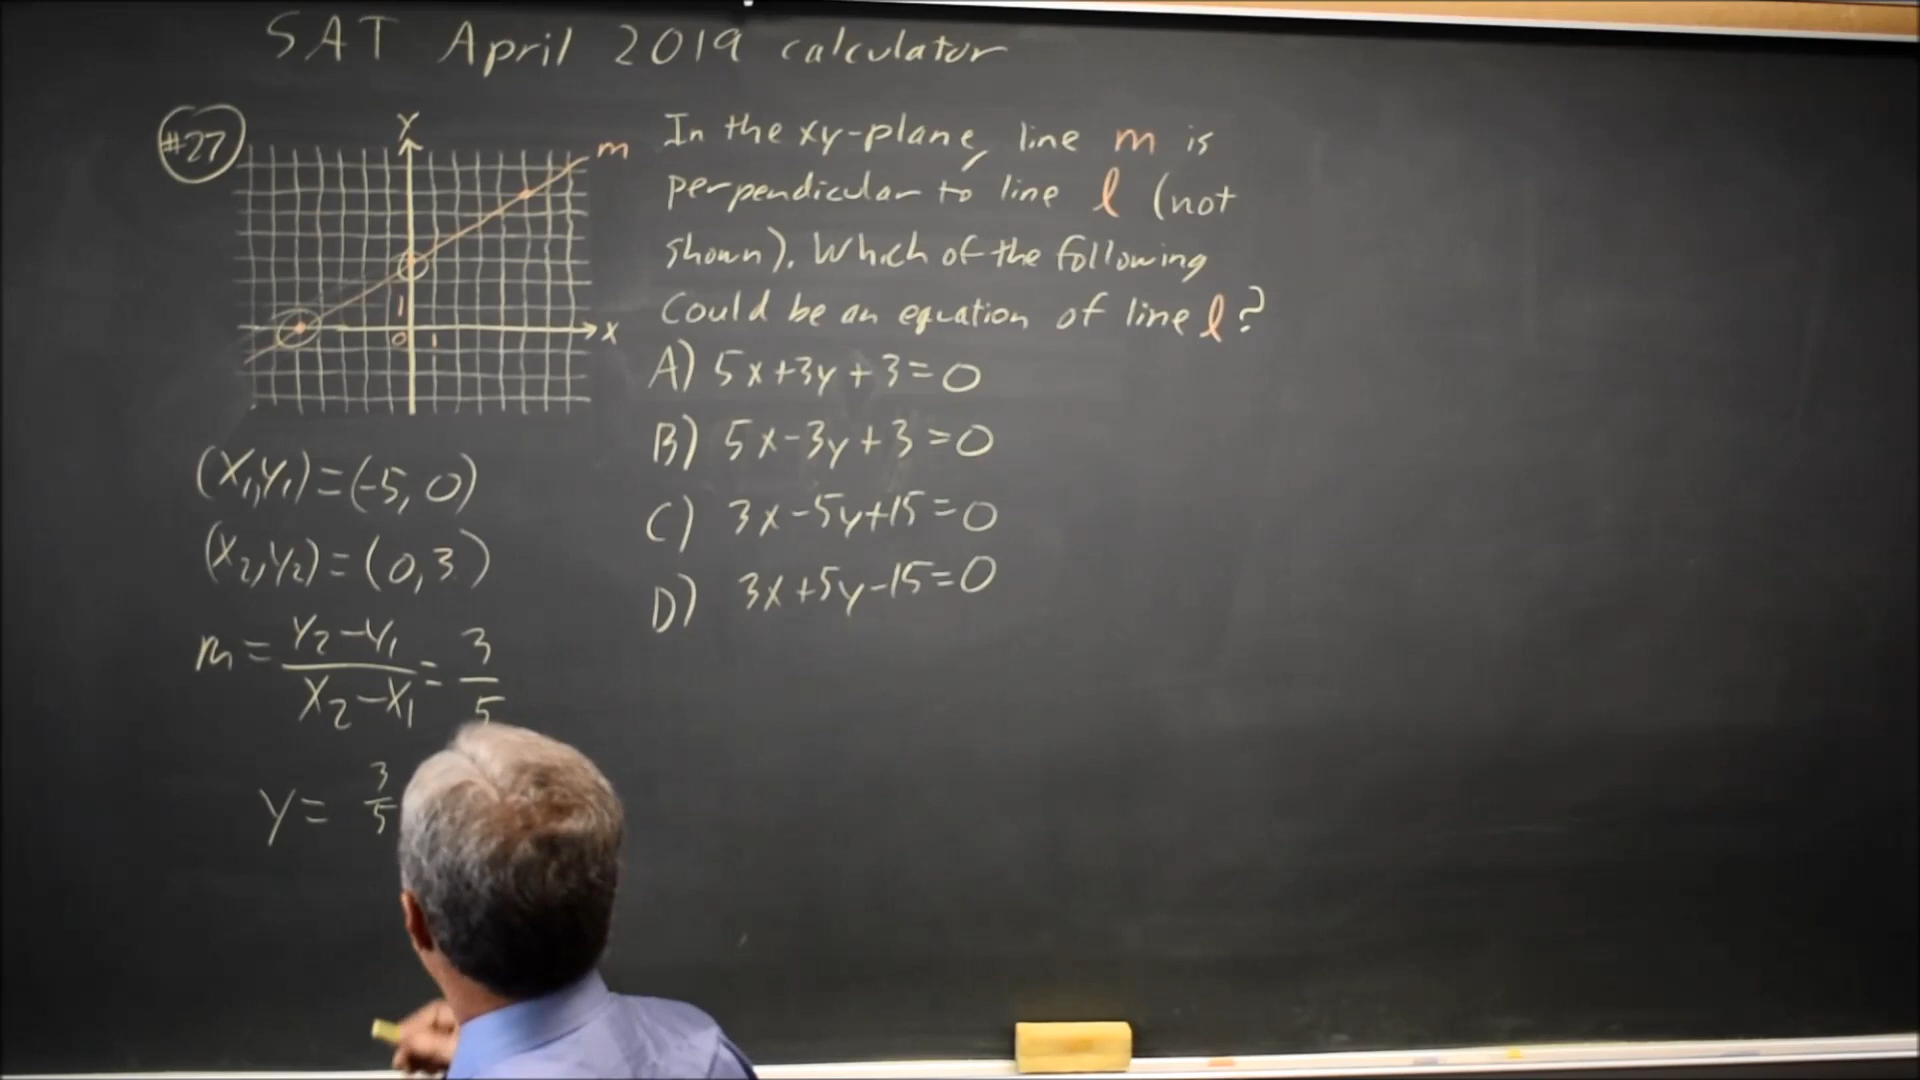 SAT April 2019 calculator
#27
Y
m
1
0
1
X
In the xy-plane, line m is
perpendicular to line l (not
shown). Which of the following
Could be an equation of line l?
A) 5x+3y+3=0
B) 5x-3y+3=0
C) 3x-5y+15=0
D) 3x+5y-15=0
(X₁,Y₁)=(-5,0)
(X₂,Y₂)=(0,3)
m = (Y₂-Y₁)/(X₂-X₁) = 3/5
y = 3/5